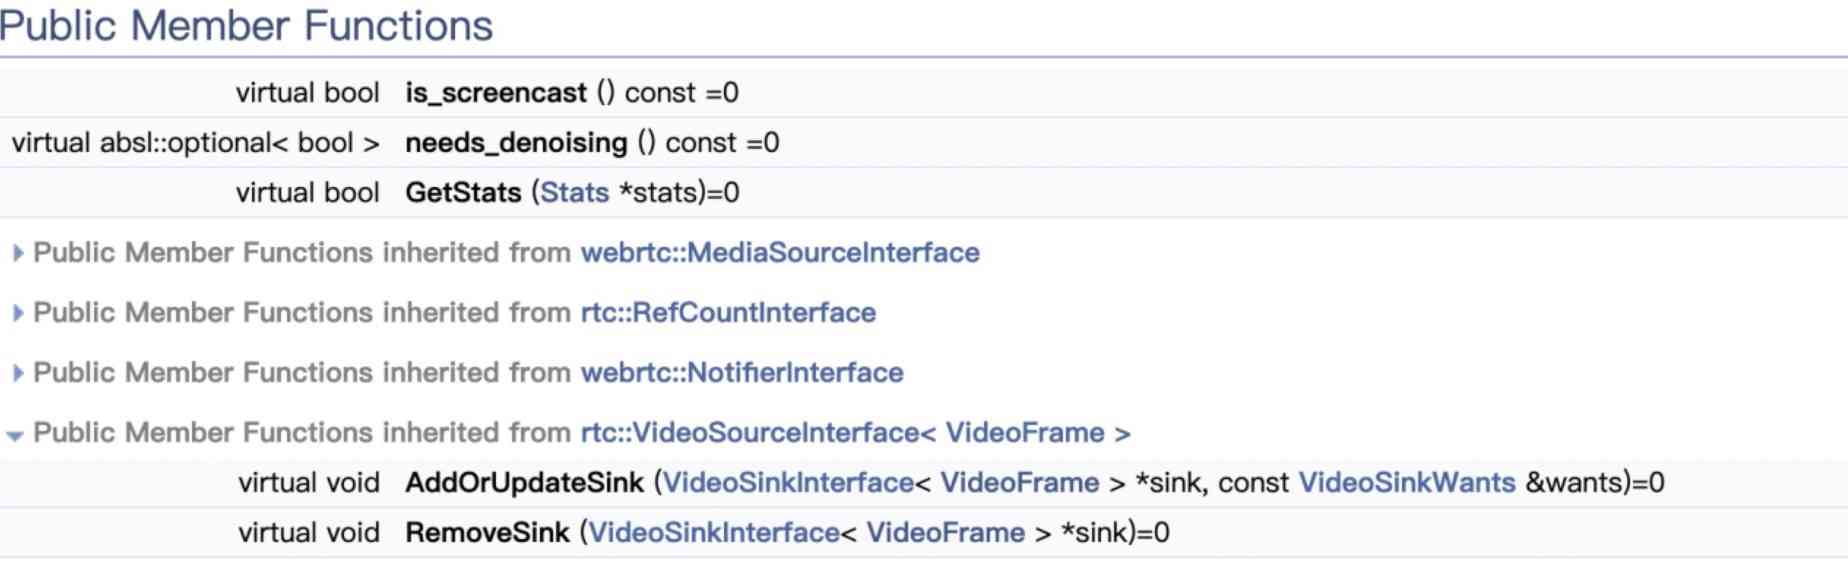 Public Member Functions
virtual bool is_screencast () const =0
virtual absl::optional< bool > needs_denoising () const =0
virtual bool GetStats (Stats *stats)=0
Public Member Functions inherited from webrtc::MediaSourceInterface
Public Member Functions inherited from rtc::RefCountInterface
Public Member Functions inherited from webrtc::NotifierInterface
Public Member Functions inherited from rtc::VideoSourceInterface< VideoFrame >
virtual void AddOrUpdateSink (VideoSinkInterface< VideoFrame > *sink, const VideoSinkWants &wants)=0
virtual void RemoveSink (VideoSinkInterface< VideoFrame > *sink)=0